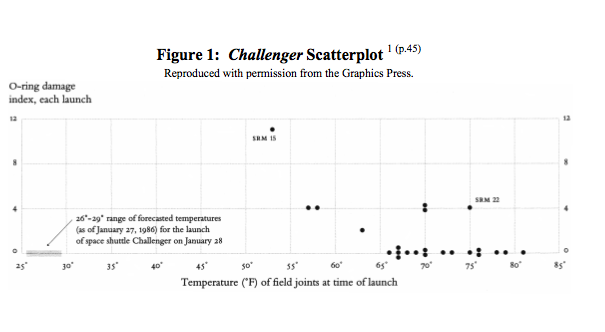 Figure 1: Challenger Scatterplot 1 (p.45)
Reproduced with permission from the Graphics Press.
O-ring damage
index, each launch
12 12
SRM 15
8 8
SRM 22
4 4
26°-29° range of forecasted temperatures
(as of January 27, 1986) for the launch
of space shuttle Challenger on January 28
0 0
25° 30° 35° 40° 45° 50° 55° 60° 65° 70° 75° 80° 85°
Temperature (°F) of field joints at time of launch